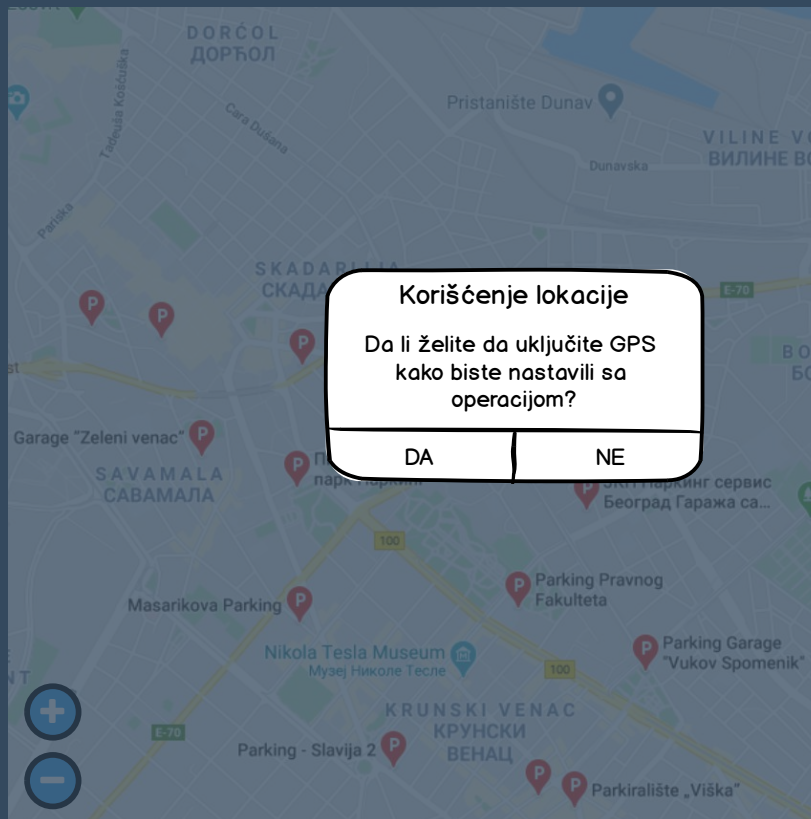 DORĆOL
ДОРЋОЛ
Tadeuša Košćuška
Cara Dušana
Pristanište Dunav
VILINE VO
ВИЛИНЕ ВО
Dunavska
Pariska
SKADARLIJA
СКАДА
E-70
Korišćenje lokacije
Da li želite da uključite GPS
kako biste nastavili sa
operacijom?
DA
NE
P
P
P
BO
БО
st
Garage "Zeleni venac"
P
SAVAMALA
САВАМАЛА
P
парк Паркинг
P
ЈКП Паркинг сервис
Београд Гаража са...
100
P
Parking Pravnog
Fakulteta
Masarikova Parking
P
Nikola Tesla Museum
Музеј Николе Тесле
P
Parking Garage
"Vukov Spomenik"
100
NT
+
KRUNSKI VENAC
КРУНСКИ
ВЕНАЦ
E-70
Parking - Slavija 2
P
−
P
P
Parkiralište „Viška“